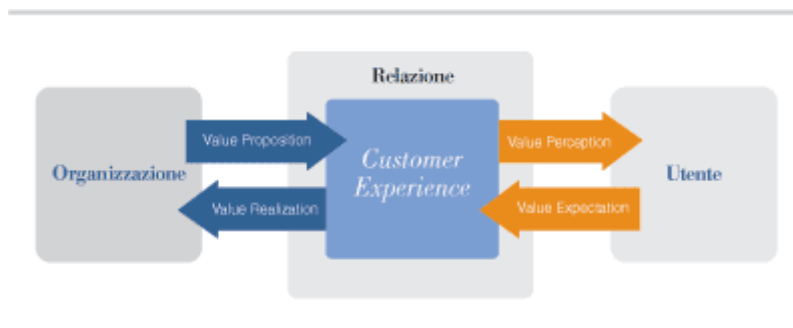 Relazione
Value Proposition
Value Perception
Organizzazione
Customer
Experience
Utente
Value Realization
Value Expectation